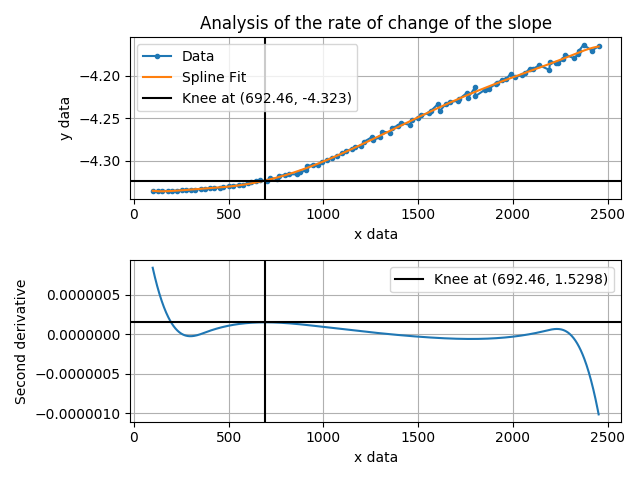 Analysis of the rate of change of the slope
Data
Spline Fit
Knee at (692.46, -4.323)
y data
−4.20
−4.25
−4.30
0 500 1000 1500 2000 2500
x data
Knee at (692.46, 1.5298)
Second derivative
0.0000005
0.0000000
−0.0000005
−0.0000010
0 500 1000 1500 2000 2500
x data